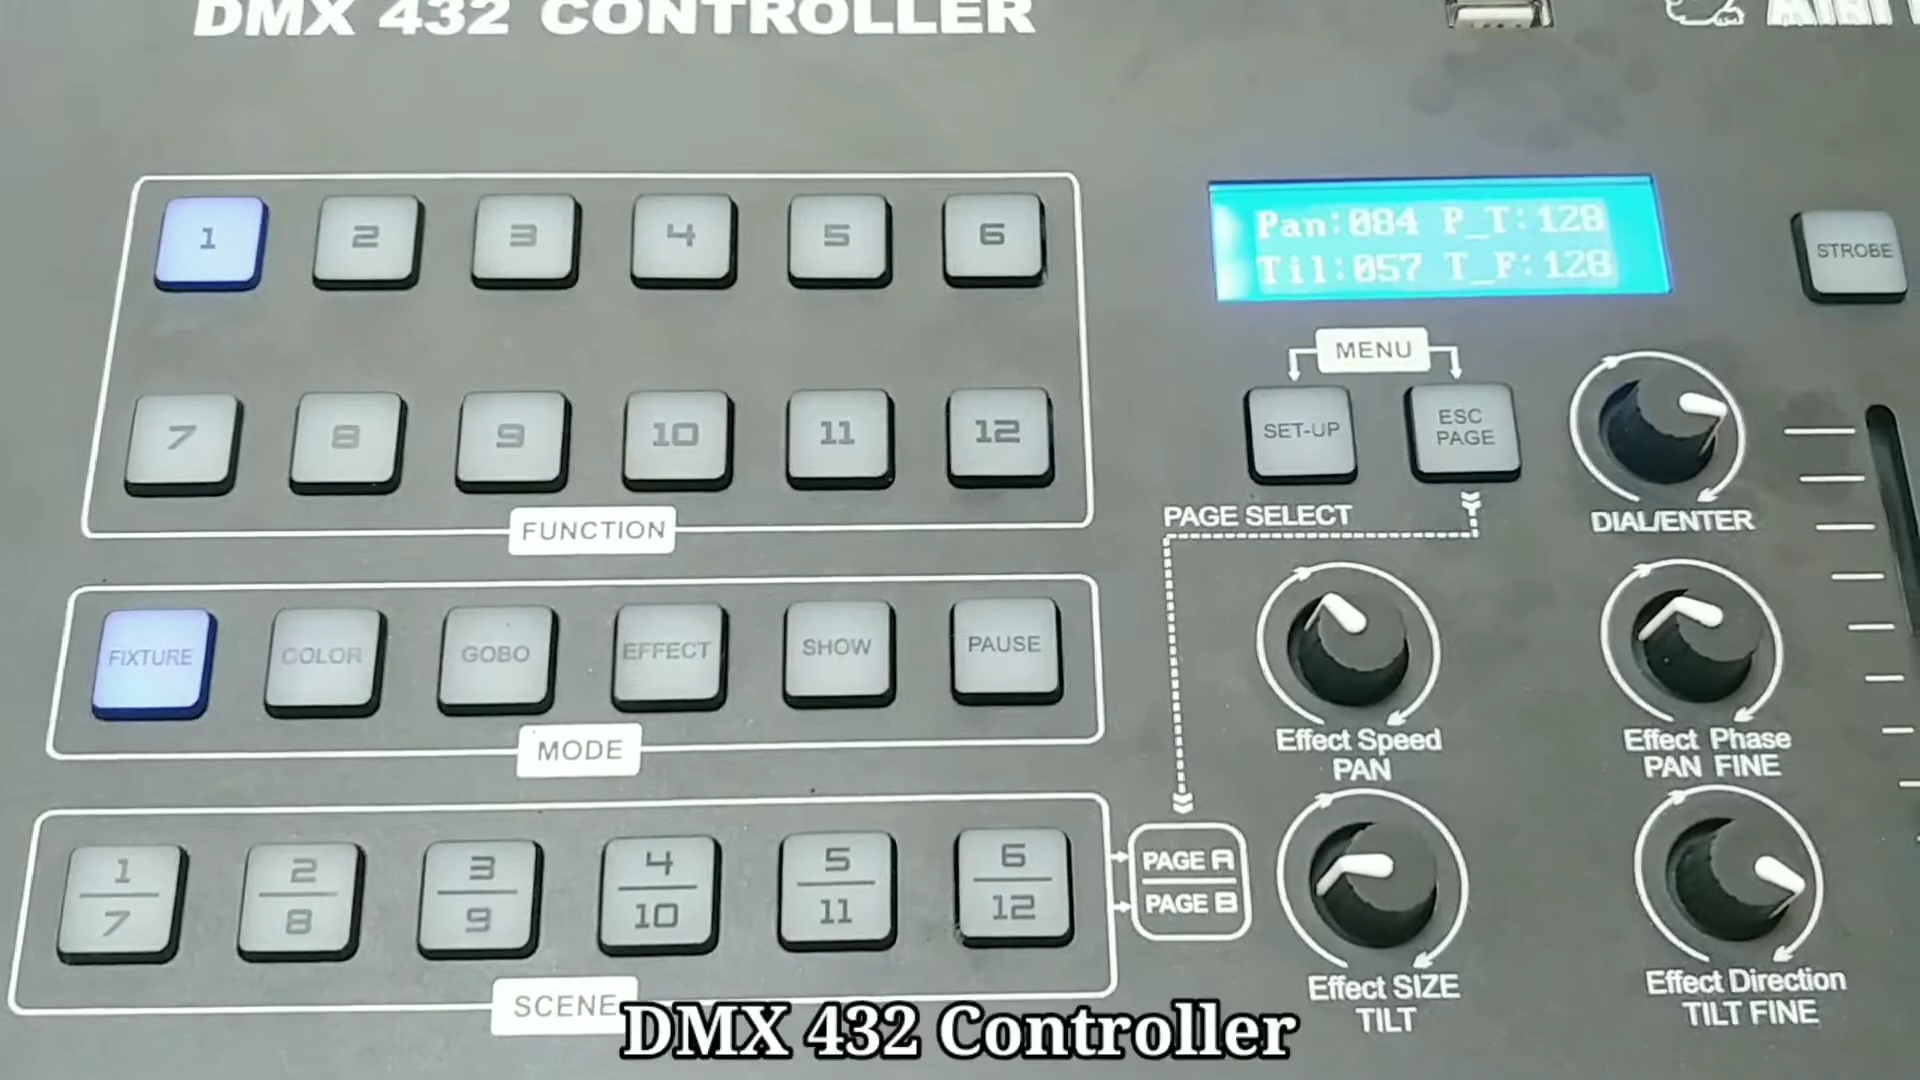 DMX 432 CONTROLLER
1 2 3 4 5 6
Pan:084 P_T:128
Til:057 T_F:128
STROBE
MENU
7 8 9 10 11 12
SET-UP
ESC
PAGE
PAGE SELECT
DIAL/ENTER
FUNCTION
FIXTURE COLOR GOBO EFFECT SHOW PAUSE
MODE
Effect Speed
PAN
Effect Phase
PAN FINE
1 2 3 4 5 6
7 8 9 10 11 12
PAGE A
PAGE B
SCENE
Effect SIZE
TILT
Effect Direction
TILT FINE
DMX 432 Controller